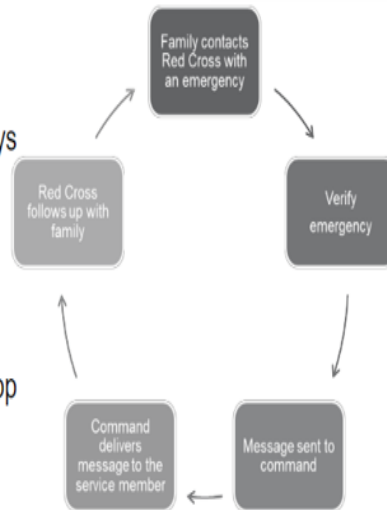 Family contacts
Red Cross with
an emergency
Verify
emergency
Message sent to
command
Command
delivers
message to the
service member
Red Cross
follows up with
family